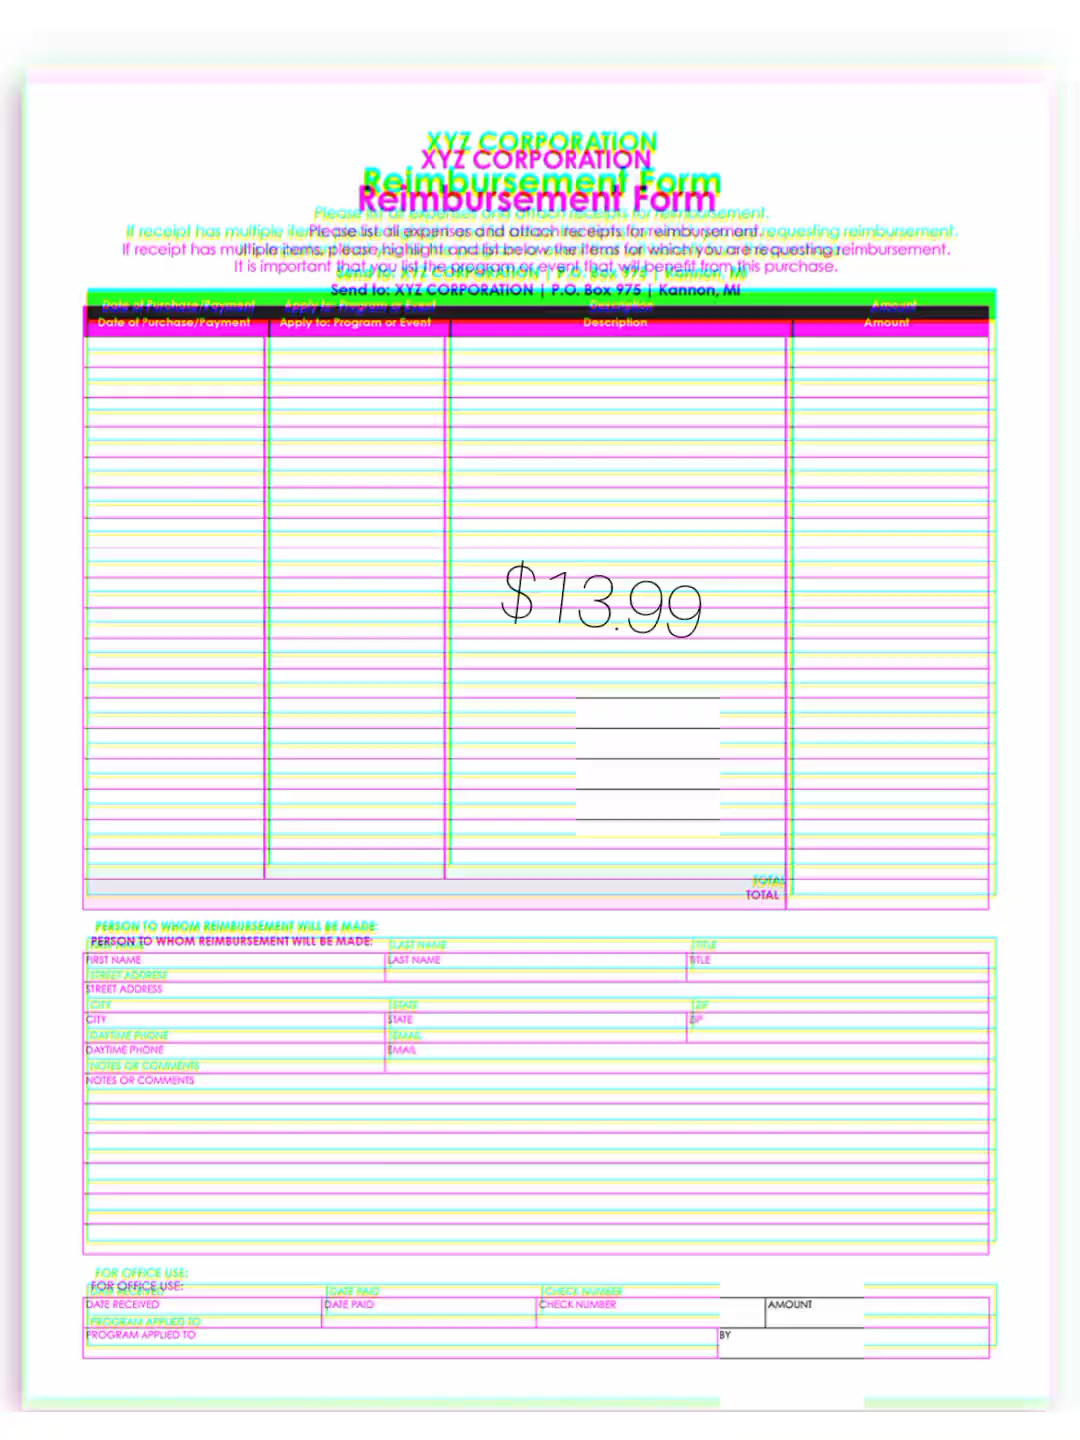 XYZ CORPORATION
Reimbursement Form
Please list all expenses and attach receipts for reimbursement.
If receipt has multiple items, please highlight and list below the items for which you are requesting reimbursement.
It is important that you list the program or event that will benefit from this purchase.
Send to: XYZ CORPORATION | P.O. Box 975 | Kannon, MI
Date of Purchase/Payment Apply to: Program or Event Description Amount
$13.99
TOTAL
PERSON TO WHOM REIMBURSEMENT WILL BE MADE:
FIRST NAME LAST NAME TITLE
STREET ADDRESS
CITY STATE ZIP
DAYTIME PHONE EMAIL
NOTES OR COMMENTS
FOR OFFICE USE:
DATE RECEIVED DATE PAID CHECK NUMBER AMOUNT
PROGRAM APPLIED TO BY